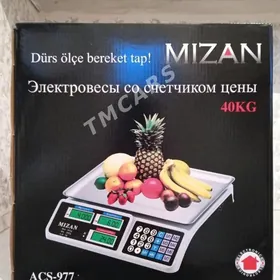 Dürs ölçe bereket tap!
MIZAN
Электровесы со счетчиком цены
40KG
TMCARS
MIZAN
ACS-977